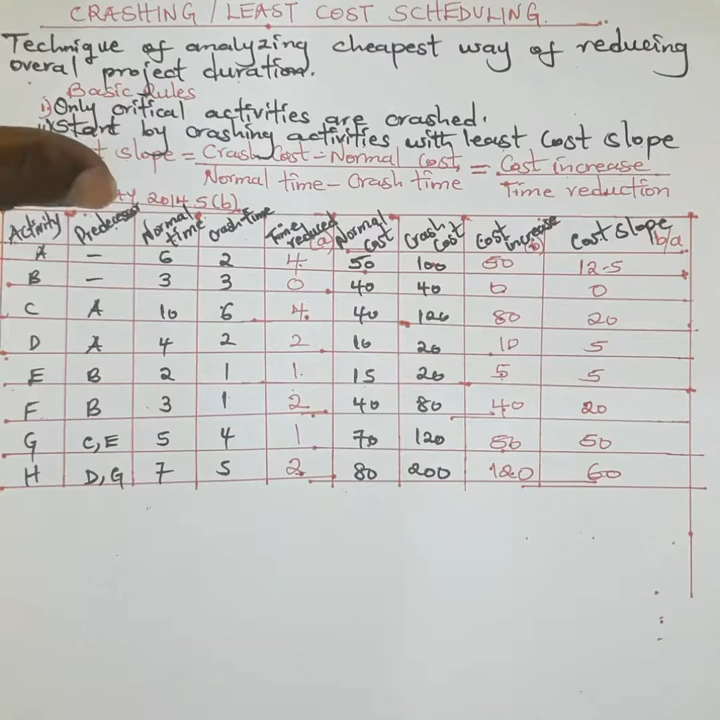 CRASHING / LEAST COST SCHEDULING.
Technique of analyzing cheapest way of reducing
overal project duration.
Basic Rules
i) Only critical activities are crashed.
Start by crashing activities with least cost slope
slope = Crash Cost - Normal cost = Cost increase
Normal time - Crash time Time reduction
2014 5(b)
Activity Predecessor Normal time Crash time Time reduced (a) Normal cost Crash cost Cost increase (b) Cost slope b/a
A - 6 2 4 50 100 50 12.5
B - 3 3 0 40 40 0 0
C A 10 6 4 40 120 80 20
D A 4 2 2 10 20 10 5
E B 2 1 1 15 20 5 5
F B 3 1 2 40 80 40 20
G C,E 5 4 1 70 120 50 50
H D,G 7 5 2 80 200 120 60